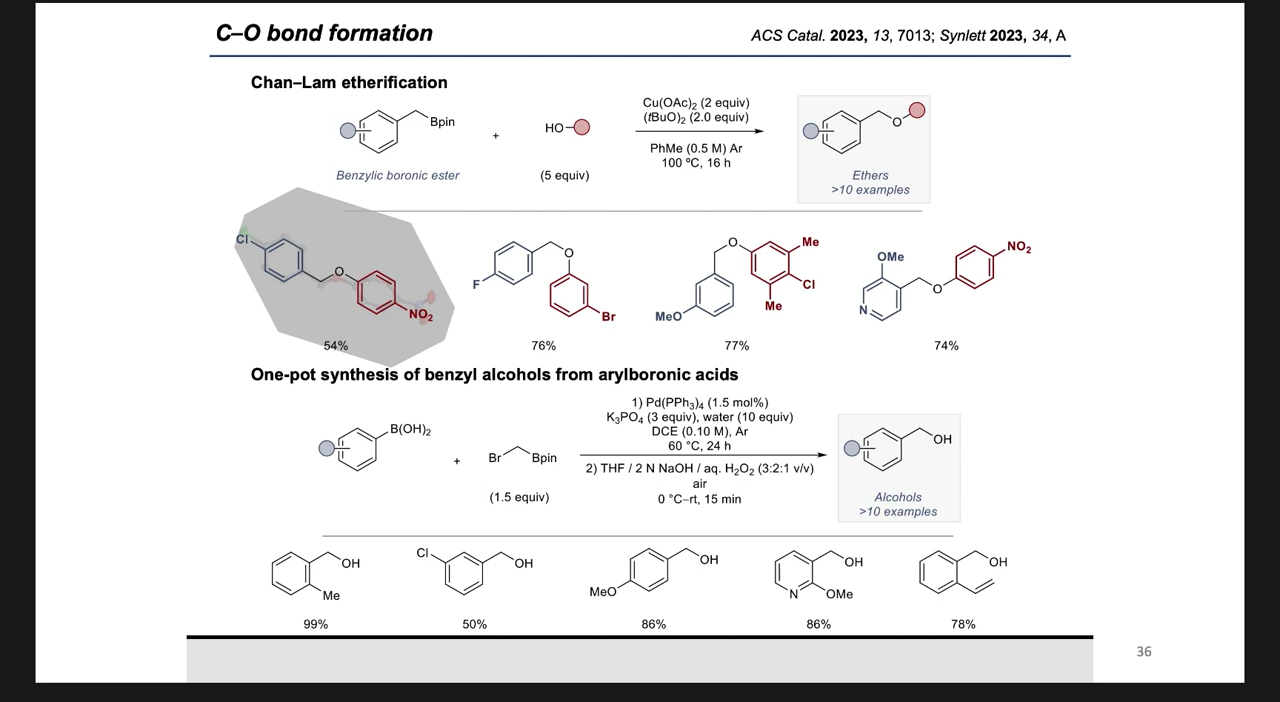 C–O bond formation
ACS Catal. 2023, 13, 7013; Synlett 2023, 34, A
Chan–Lam etherification
Bpin
Benzylic boronic ester
+
HO
(5 equiv)
Cu(OAc)2 (2 equiv)
(tBuO)2 (2.0 equiv)
PhMe (0.5 M) Ar
100 ºC, 16 h
O
Ethers
>10 examples
Cl
O
NO2
54%
F
O
Br
76%
MeO
O
Me
Cl
Me
77%
OMe
N
O
NO2
74%
One-pot synthesis of benzyl alcohols from arylboronic acids
B(OH)2
+
Br
Bpin
(1.5 equiv)
1) Pd(PPh3)4 (1.5 mol%)
K3PO4 (3 equiv), water (10 equiv)
DCE (0.10 M), Ar
60 °C, 24 h
2) THF / 2 N NaOH / aq. H2O2 (3:2:1 v/v)
air
0 °C–rt, 15 min
OH
Alcohols
>10 examples
OH
Me
99%
Cl
OH
50%
MeO
OH
86%
OH
N
OMe
86%
OH
78%
36